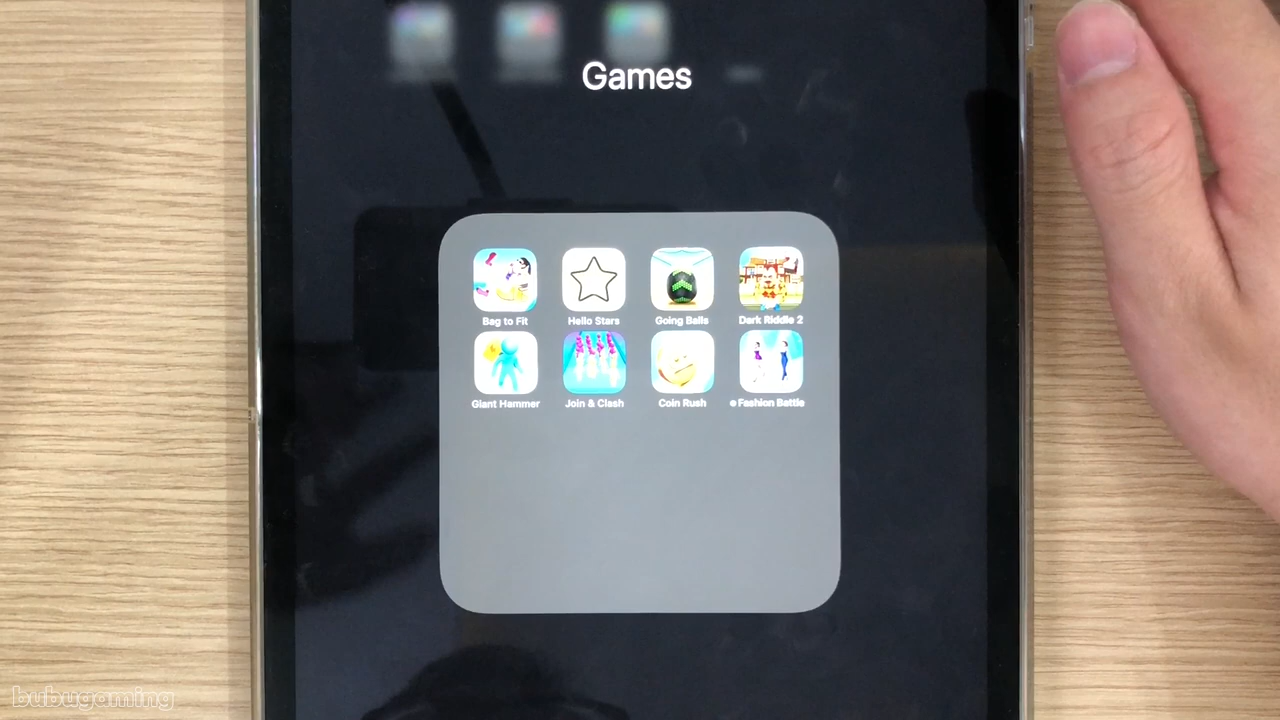 Games
Bag to Fit
Hello Stars
Going Balls
Dark Riddle 2
Giant Hammer
Join & Clash
Coin Rush
Fashion Battle
bubugaming